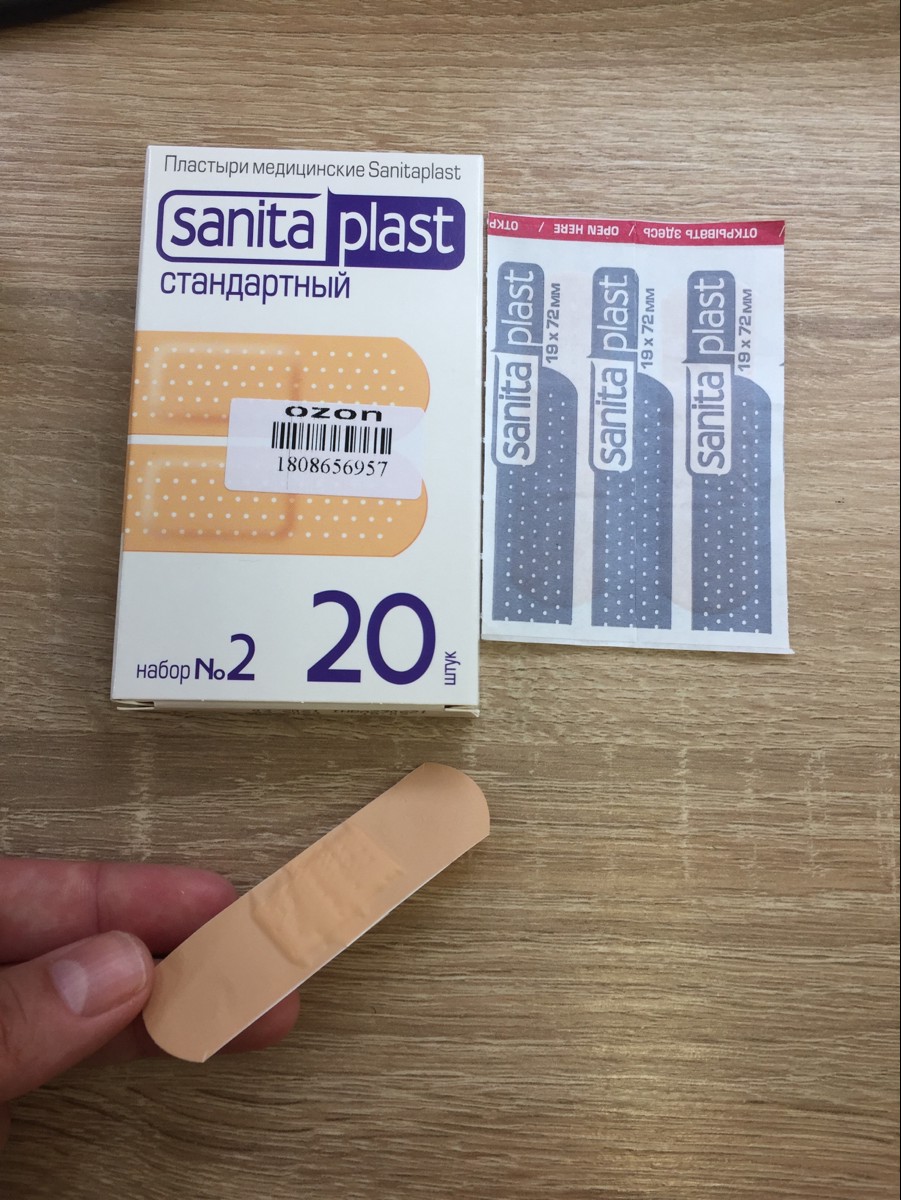 Пластыри медицинские Sanitaplast
sanita plast
стандартный
ozon
1808656957
набор №2
20
штук
ОТКРЫВАТЬ ЗДЕСЬ / OPEN HERE / ОТКР
sanita plast
19 x 72 мм
sanita plast
19 x 72 мм
sanita plast
19 x 72 мм